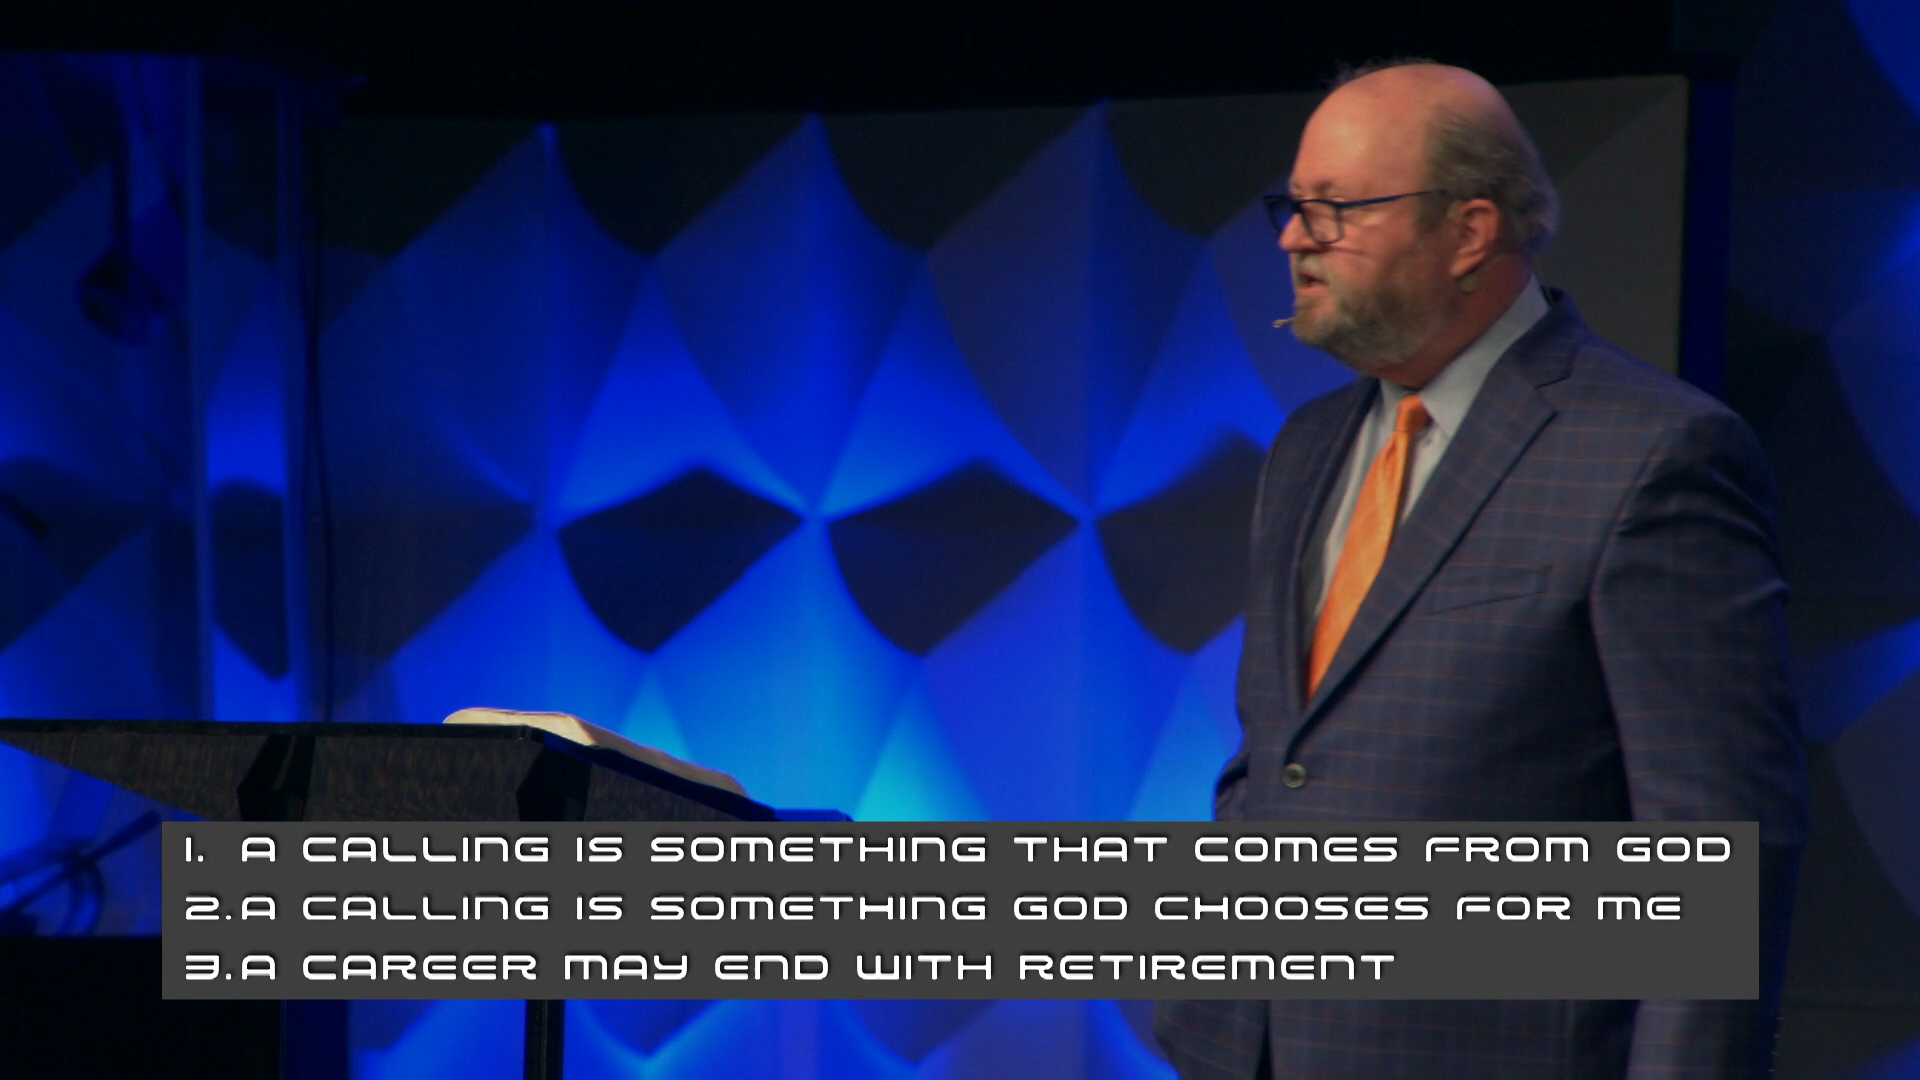 1. A CALLING IS SOMETHING THAT COMES FROM GOD
2. A CALLING IS SOMETHING GOD CHOOSES FOR ME
3. A CAREER MAY END WITH RETIREMENT